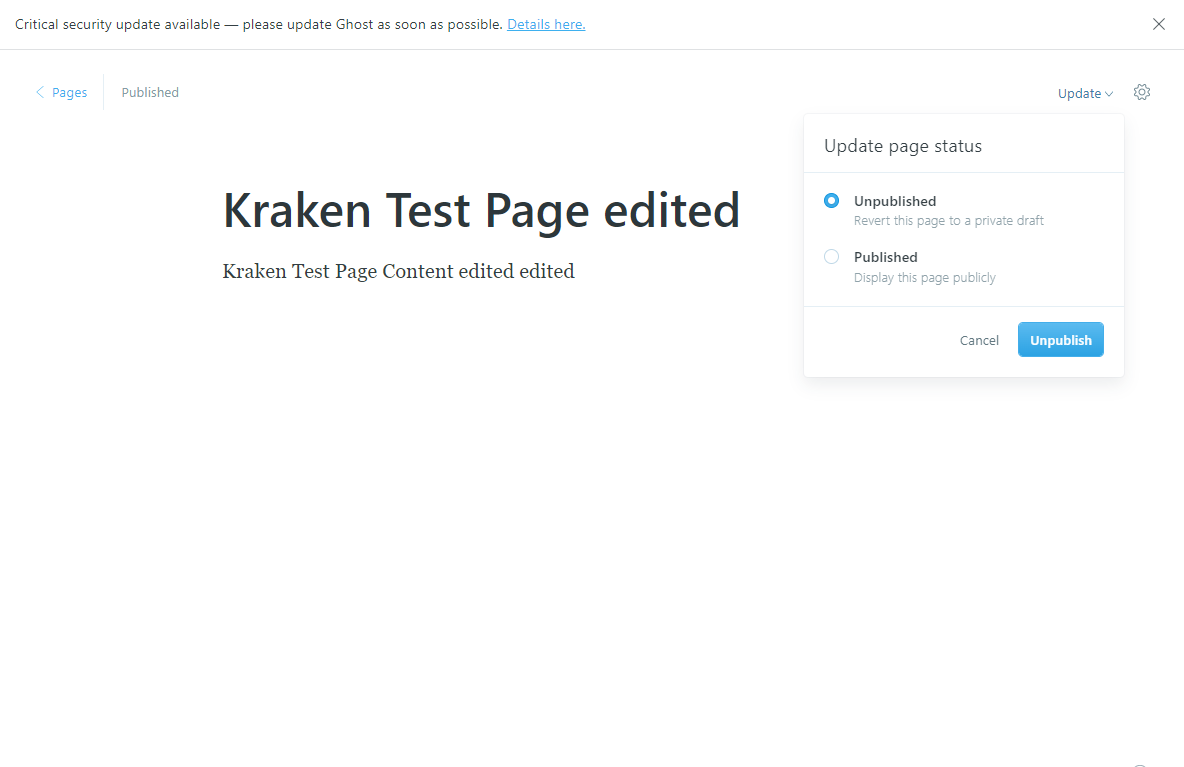 Critical security update available — please update Ghost as soon as possible. Details here.
Pages
Published
Update
Update page status
Unpublished
Revert this page to a private draft
Published
Display this page publicly
Cancel
Unpublish
Kraken Test Page edited
Kraken Test Page Content edited edited